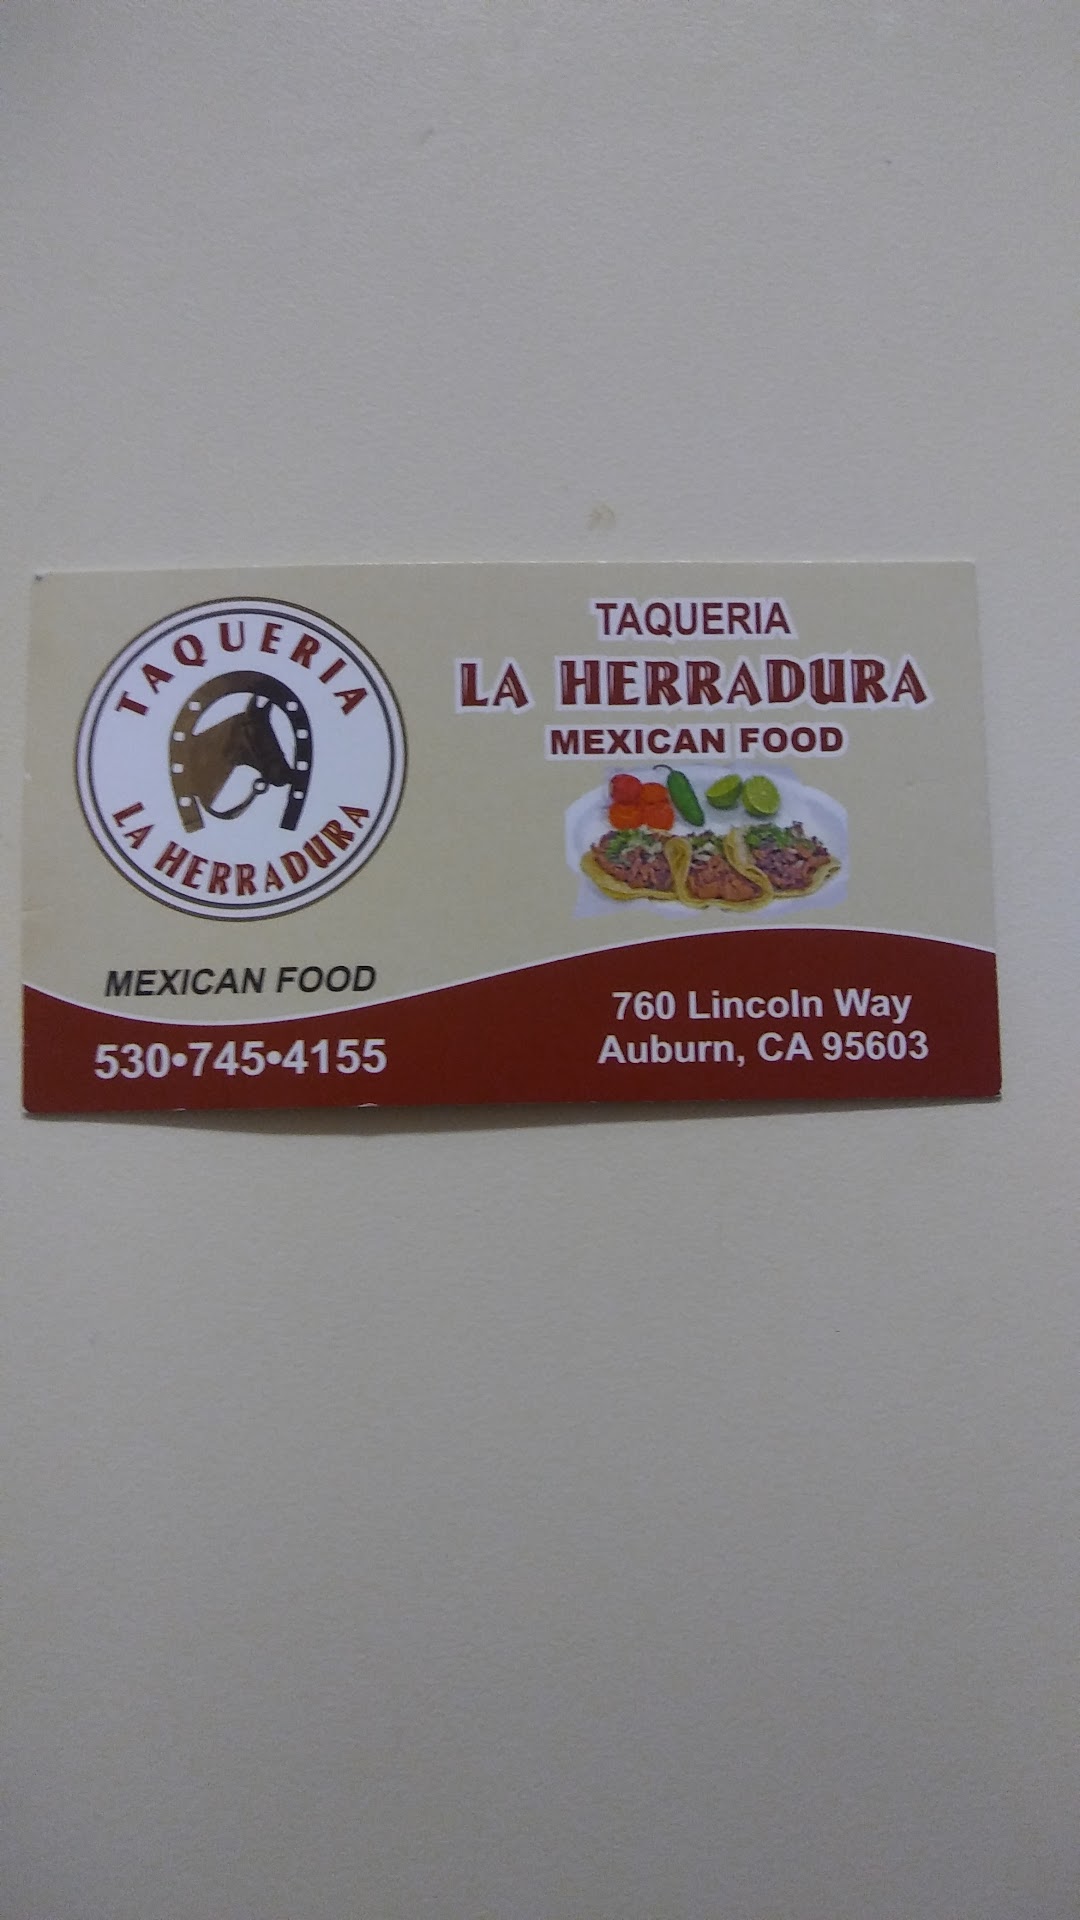 TAQUERIA
LA HERRADURA
MEXICAN FOOD
530•745•4155
TAQUERIA
LA HERRADURA
MEXICAN FOOD
760 Lincoln Way
Auburn, CA 95603